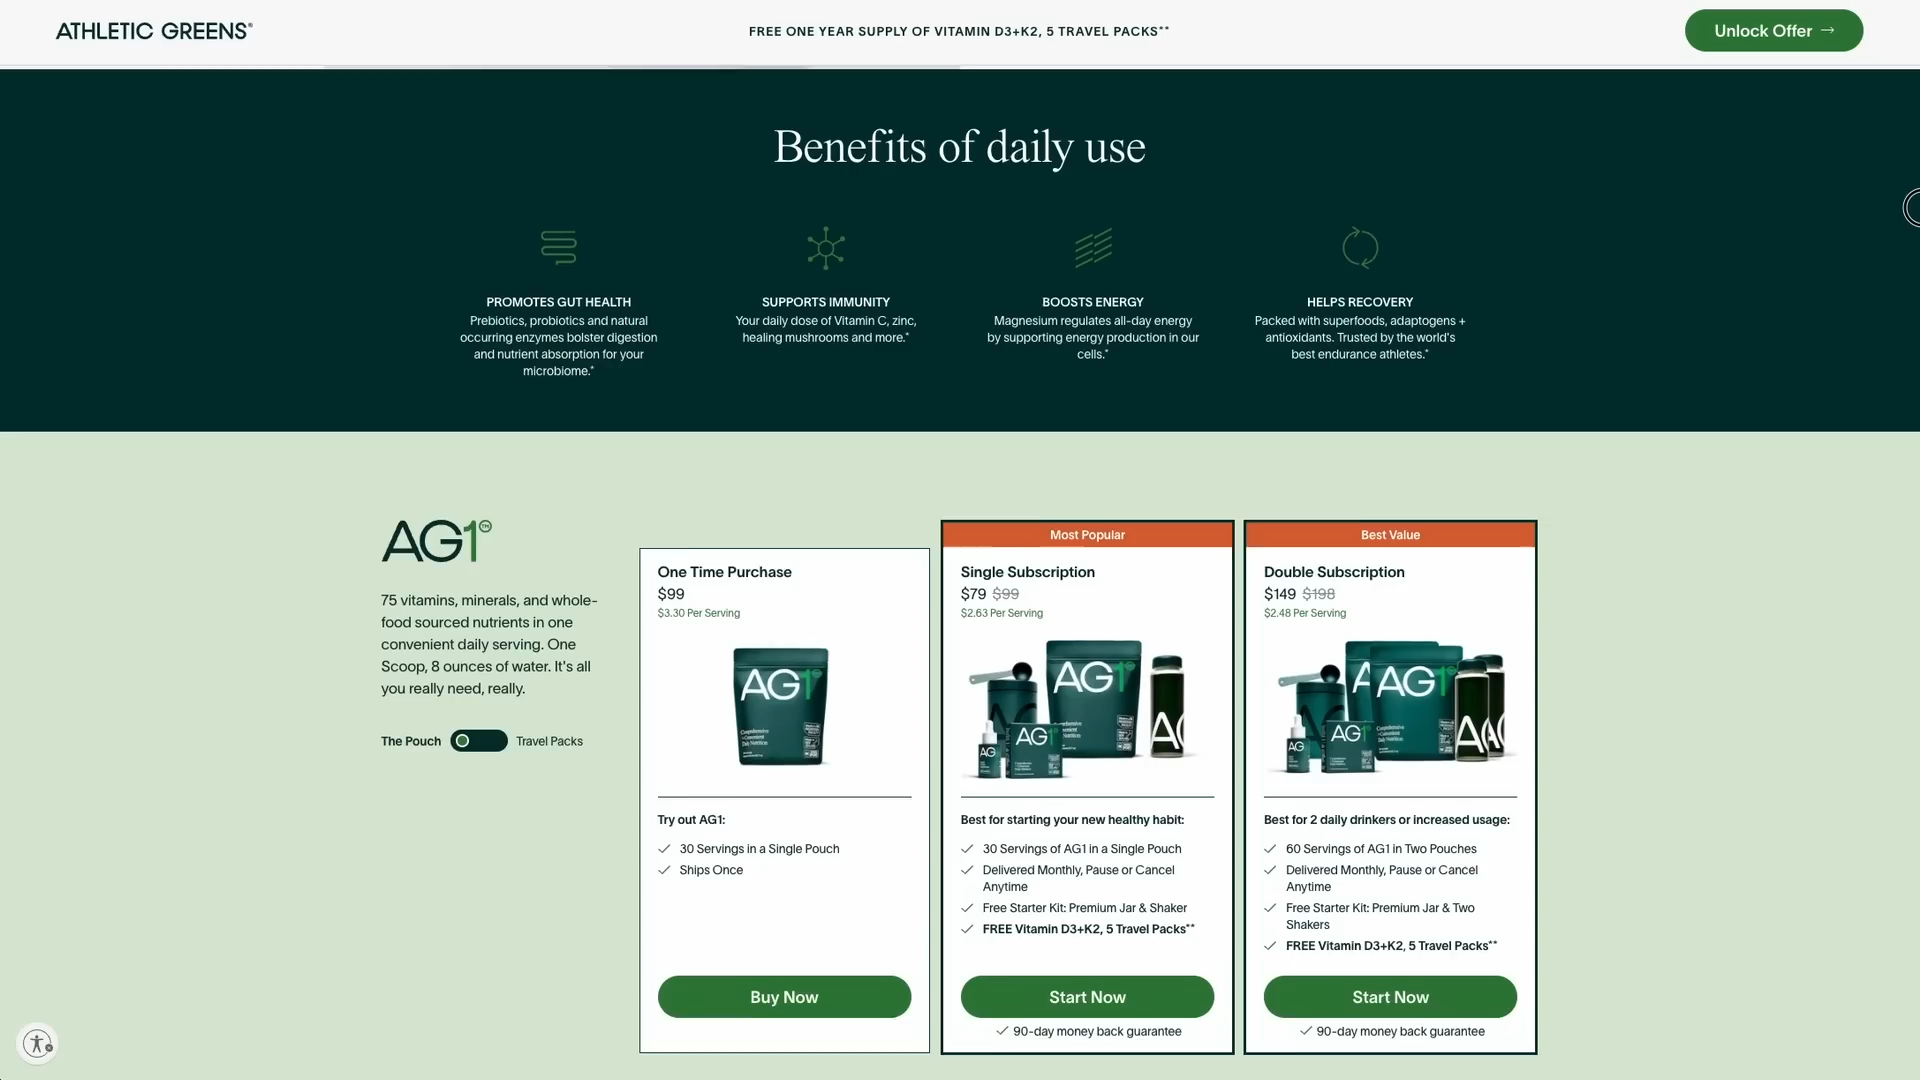 ATHLETIC GREENS®
FREE ONE YEAR SUPPLY OF VITAMIN D3+K2, 5 TRAVEL PACKS**
Unlock Offer →
Benefits of daily use
PROMOTES GUT HEALTH
Prebiotics, probiotics and natural
occurring enzymes bolster digestion
and nutrient absorption for your
microbiome.*
SUPPORTS IMMUNITY
Your daily dose of Vitamin C, zinc,
healing mushrooms and more.*
BOOSTS ENERGY
Magnesium regulates all-day energy
by supporting energy production in our
cells.*
HELPS RECOVERY
Packed with superfoods, adaptogens +
antioxidants. Trusted by the world's
best endurance athletes.*
AG1™
75 vitamins, minerals, and whole-
food sourced nutrients in one
convenient daily serving. One
Scoop, 8 ounces of water. It's all
you really need, really.
The Pouch
Travel Packs
One Time Purchase
$99
$3.30 Per Serving
AG1
Comprehensive
+ Convenient
Daily Nutrition
Try out AG1:
30 Servings in a Single Pouch
Ships Once
Buy Now
Most Popular
Single Subscription
$79 $99
$2.63 Per Serving
AG1
AG
AG1
Best for starting your new healthy habit:
30 Servings of AG1 in a Single Pouch
Delivered Monthly, Pause or Cancel
Anytime
Free Starter Kit: Premium Jar & Shaker
FREE Vitamin D3+K2, 5 Travel Packs**
Start Now
90-day money back guarantee
Best Value
Double Subscription
$149 $198
$2.48 Per Serving
AG1
AG
AG1
Best for 2 daily drinkers or increased usage:
60 Servings of AG1 in Two Pouches
Delivered Monthly, Pause or Cancel
Anytime
Free Starter Kit: Premium Jar & Two
Shakers
FREE Vitamin D3+K2, 5 Travel Packs**
Start Now
90-day money back guarantee